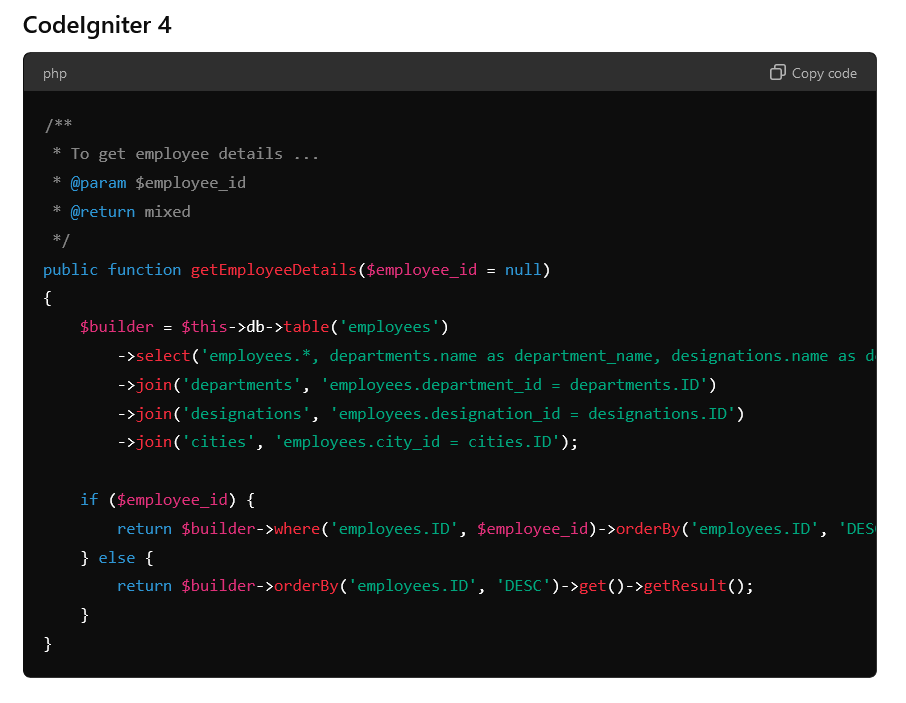 CodeIgniter 4
php
Copy code
/**
 * To get employee details ...
 * @param $employee_id
 * @return mixed
 */
public function getEmployeeDetails($employee_id = null)
{
    $builder = $this->db->table('employees')
        ->select('employees.*, departments.name as department_name, designations.name as
        ->join('departments', 'employees.department_id = departments.ID')
        ->join('designations', 'employees.designation_id = designations.ID')
        ->join('cities', 'employees.city_id = cities.ID');
    if ($employee_id) {
        return $builder->where('employees.ID', $employee_id)->orderBy('employees.ID', 'DESC
    } else {
        return $builder->orderBy('employees.ID', 'DESC')->get()->getResult();
    }
}